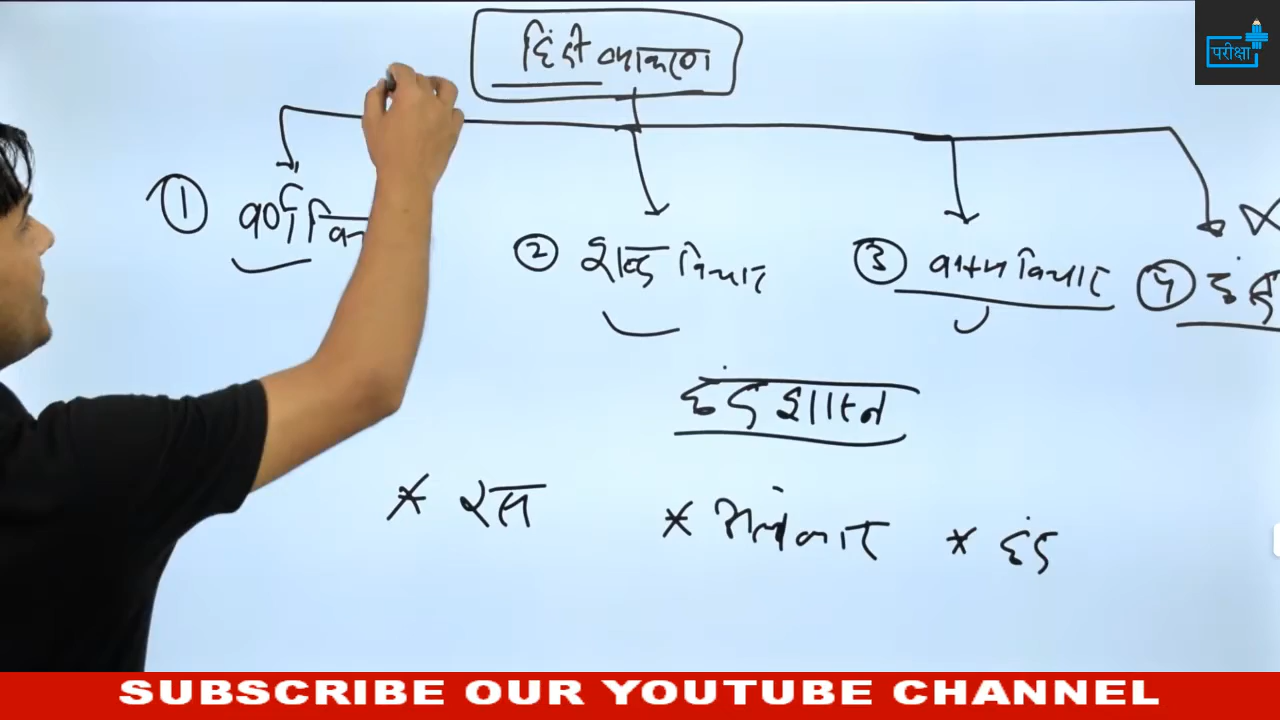 परीक्षा
हिंदी व्याकरण
① वर्ण
② शब्द विचार
③ वाक्य विचार
④ छंद
छंद शास्त्र
* रस * अलंकार * छंद
SUBSCRIBE OUR YOUTUBE CHANNEL